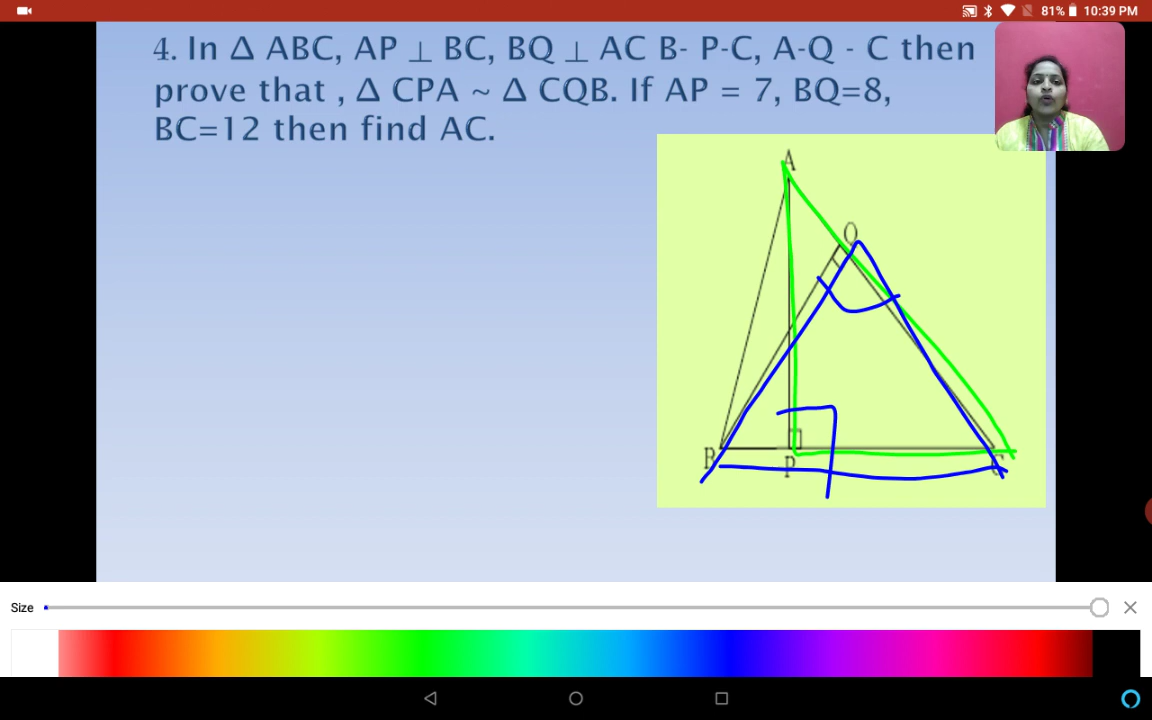 81% 10:39 PM
4. In Δ ABC, AP ⊥ BC, BQ ⊥ AC B- P-C, A-Q - C then
prove that , Δ CPA ~ Δ CQB. If AP = 7, BQ=8,
BC=12 then find AC.
A
Q
B
P
C
Size